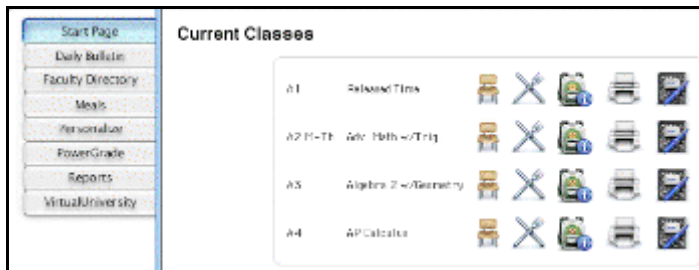 Start Page
Daily Bulletin
Faculty Directory
Meals
Personalize
PowerGrade
Reports
VirtualUniversity
Current Classes
A1 Released Time
A2 M-Th Adv. Math w/Trig
A3 Algebra 2 w/Geometry
A4 AP Calculus